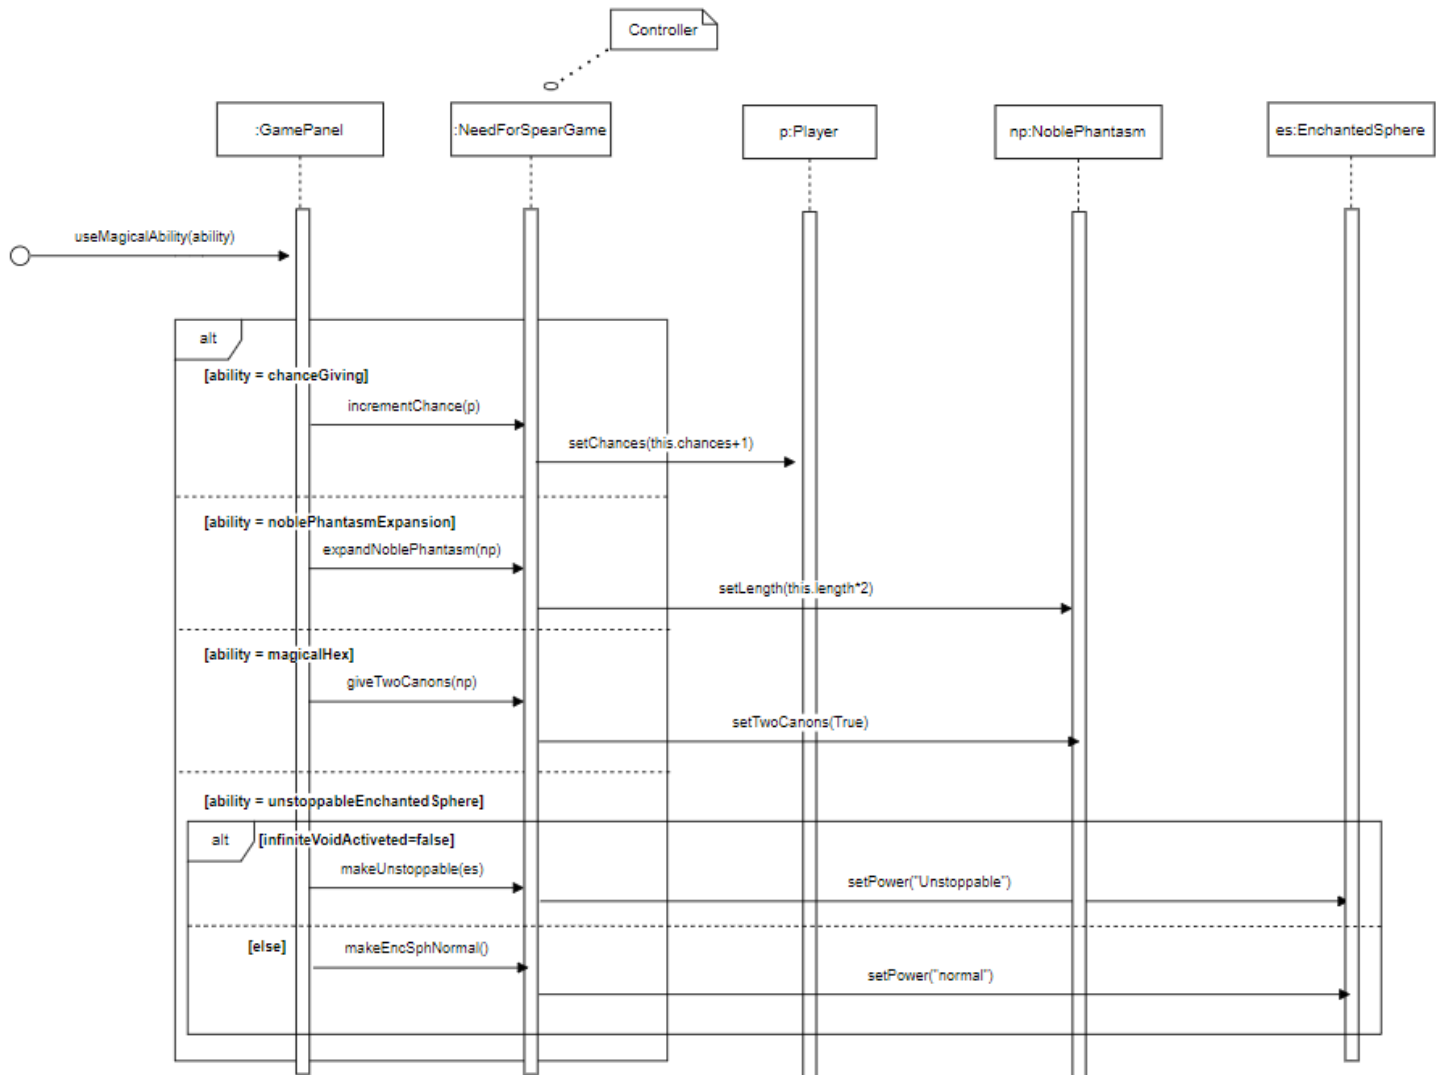 Controller
:GamePanel
:NeedForSpearGame
p:Player
np:NoblePhantasm
es:EnchantedSphere
useMagicalAbility(ability)
alt
[ability = chanceGiving]
incrementChance(p)
setChances(this.chances+1)
[ability = noblePhantasmExpansion]
expandNoblePhantasm(np)
setLength(this.length*2)
[ability = magicalHex]
giveTwoCanons(np)
setTwoCanons(True)
[ability = unstoppableEnchantedSphere]
alt
[infiniteVoidActiveted=false]
makeUnstoppable(es)
setPower("Unstoppable")
[else]
makeEncSphNormal()
setPower("normal")